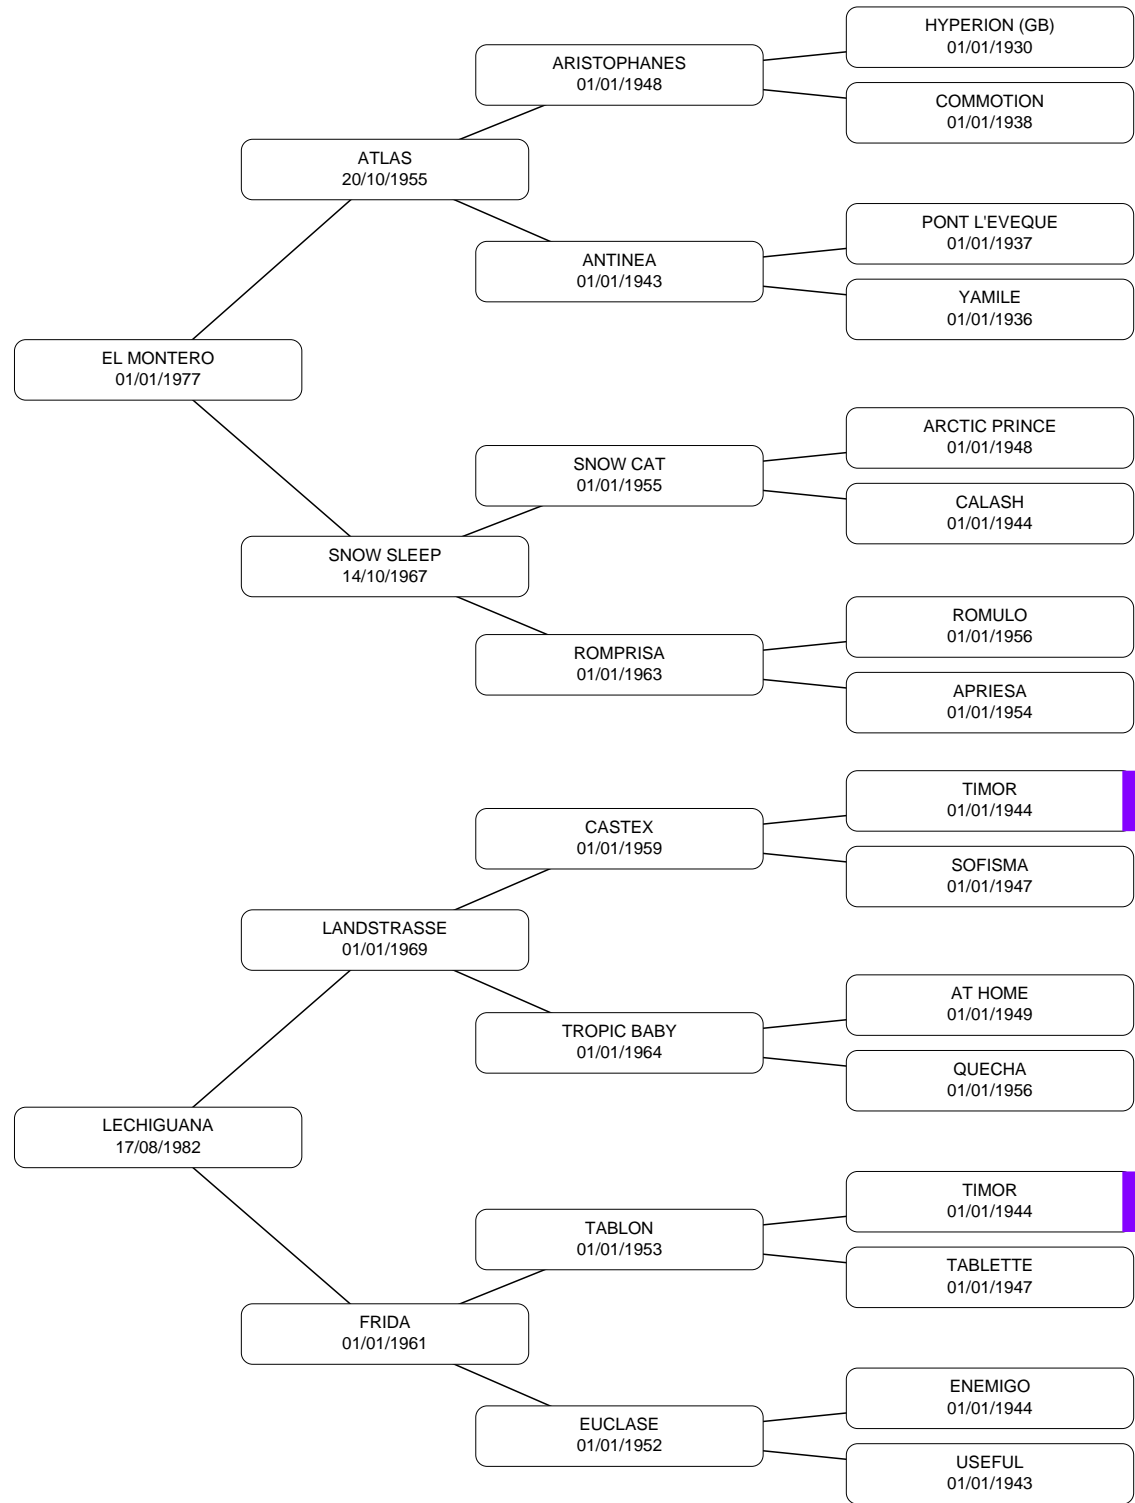 HYPERION (GB)
01/01/1930
ARISTOPHANES
01/01/1948
COMMOTION
01/01/1938
ATLAS
20/10/1955
PONT L'EVEQUE
01/01/1937
ANTINEA
01/01/1943
YAMILE
01/01/1936
EL MONTERO
01/01/1977
ARCTIC PRINCE
01/01/1948
SNOW CAT
01/01/1955
CALASH
01/01/1944
SNOW SLEEP
14/10/1967
ROMULO
01/01/1956
ROMPRISA
01/01/1963
APRIESA
01/01/1954
TIMOR
01/01/1944
CASTEX
01/01/1959
SOFISMA
01/01/1947
LANDSTRASSE
01/01/1969
AT HOME
01/01/1949
TROPIC BABY
01/01/1964
QUECHA
01/01/1956
LECHIGUANA
17/08/1982
TIMOR
01/01/1944
TABLON
01/01/1953
TABLETTE
01/01/1947
FRIDA
01/01/1961
ENEMIGO
01/01/1944
EUCLASE
01/01/1952
USEFUL
01/01/1943